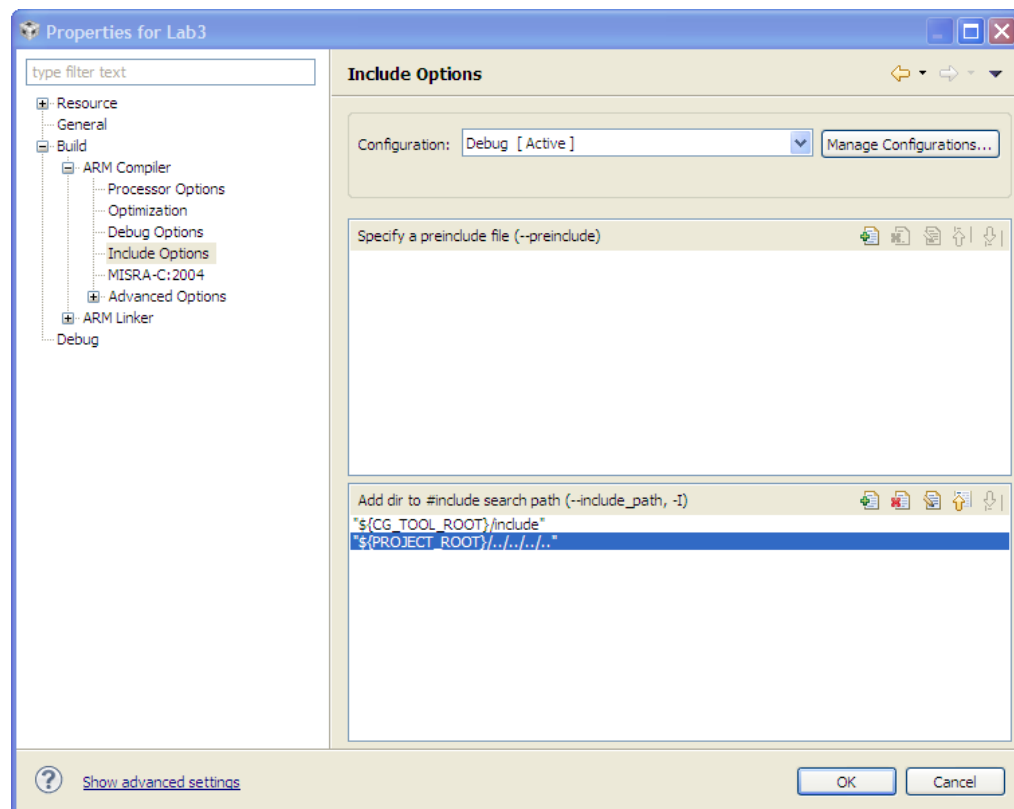 Properties for Lab3
type filter text
Resource
General
Build
ARM Compiler
Processor Options
Optimization
Debug Options
Include Options
MISRA-C:2004
Advanced Options
ARM Linker
Debug
Include Options
Configuration: Debug [ Active ] Manage Configurations...
Specify a preinclude file (--preinclude)
Add dir to #include search path (--include_path, -I)
"${CG_TOOL_ROOT}/include"
"${PROJECT_ROOT}/../../../.."
? Show advanced settings
OK Cancel